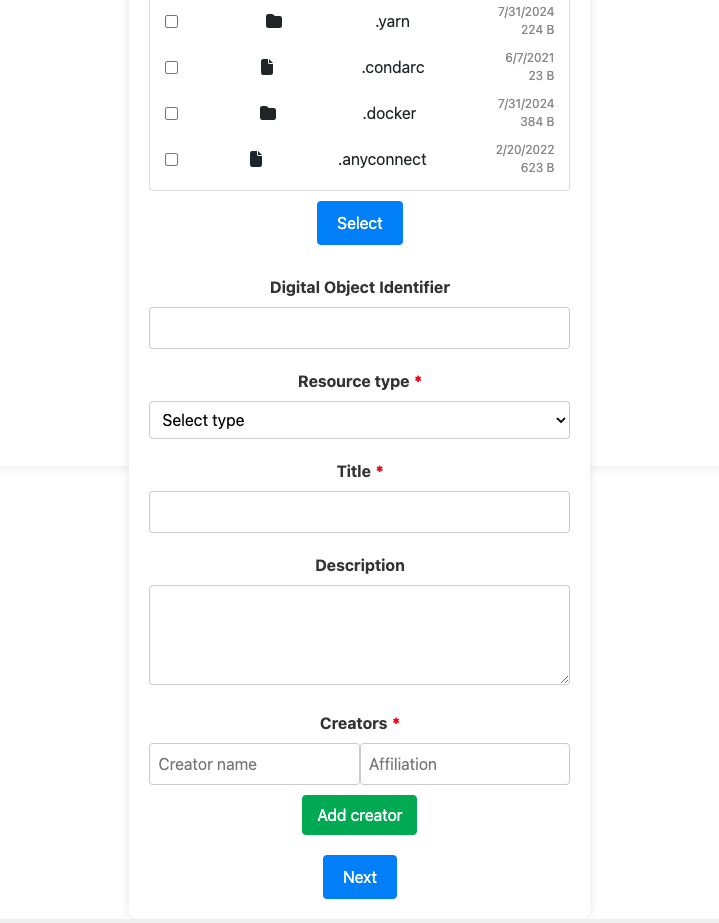 .yarn
7/31/2024
224 B
.condarc
6/7/2021
23 B
.docker
7/31/2024
384 B
.anyconnect
2/20/2022
623 B
Select
Digital Object Identifier
Resource type *
Select type
Title *
Description
Creators *
Creator name Affiliation
Add creator
Next